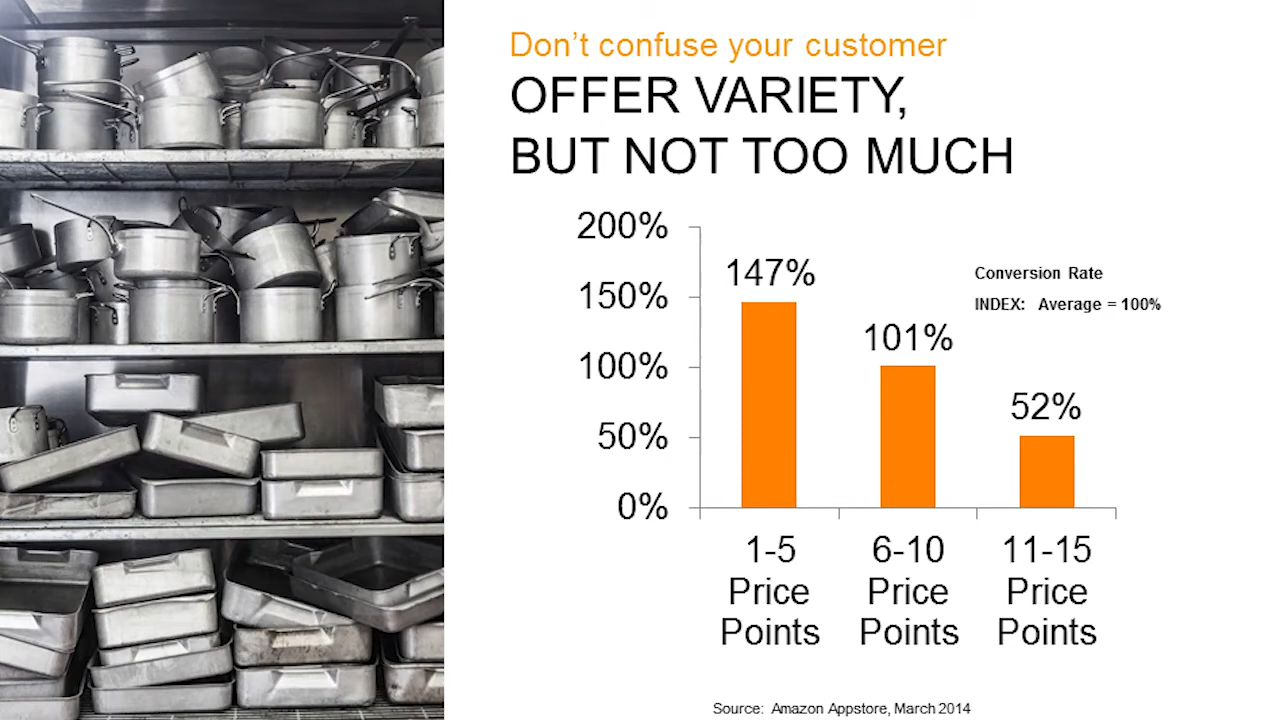 Don't confuse your customer
OFFER VARIETY,
BUT NOT TOO MUCH
200%
150%
100%
50%
0%
147%
101%
52%
Conversion Rate
INDEX: Average = 100%
1-5
Price
Points
6-10
Price
Points
11-15
Price
Points
Source: Amazon Appstore, March 2014